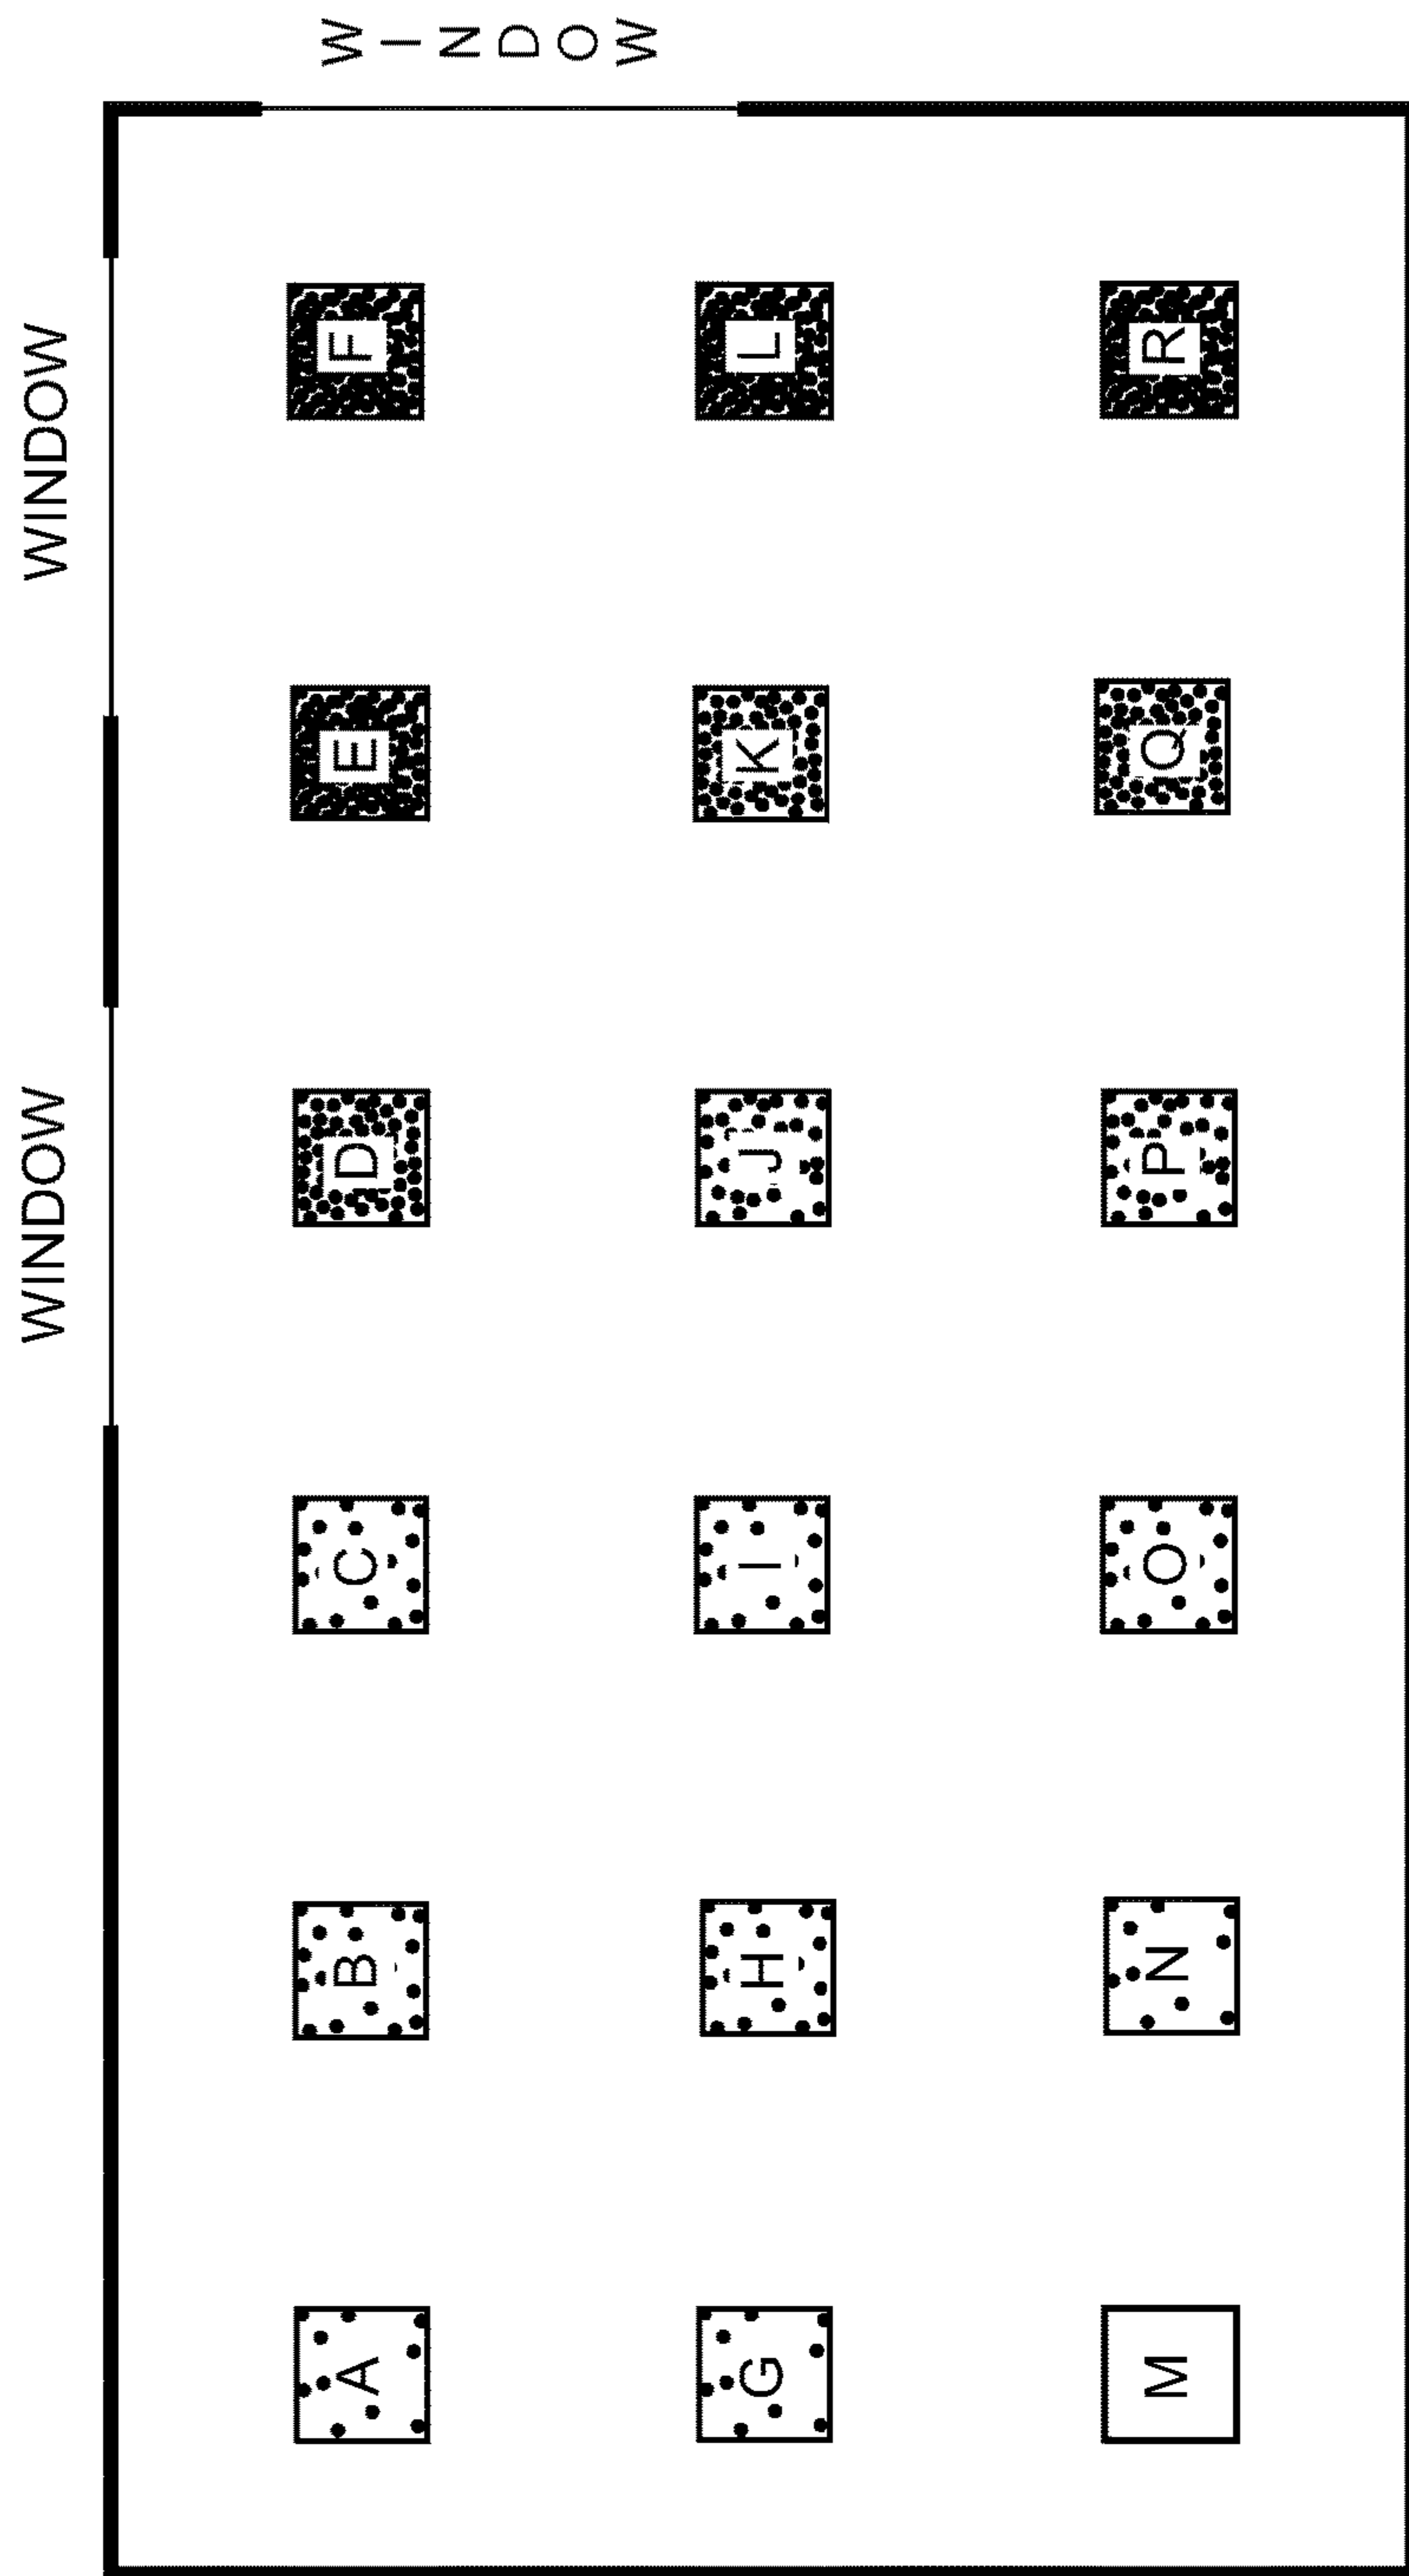 WINDOW WINDOW
A B C D E F
WINDOW
G H I J K L
M N O P Q R